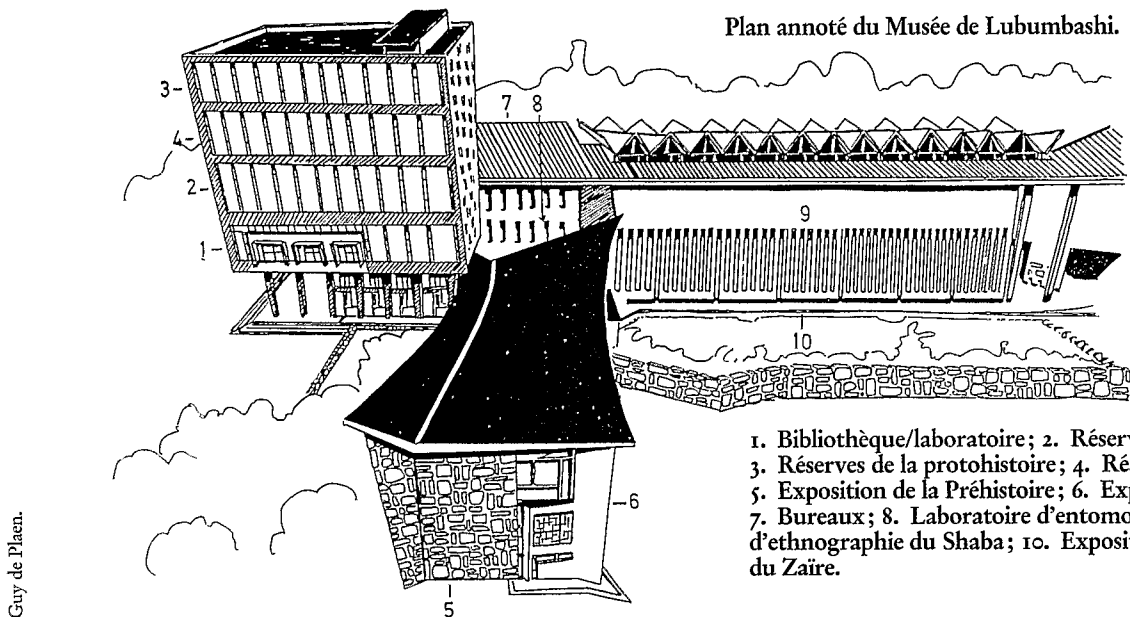 Plan annoté du Musée de Lubumbashi.
3
4
2
1
7
8
9
10
6
5
1. Bibliothèque/laboratoire; 2.
3. Réserves de la protohistoire; 4.
5. Exposition de la Préhistoire; 6.
7. Bureaux; 8. Laboratoire
d'ethnographie du Shaba; 10.
du Zaïre.
Guy de Plaen.